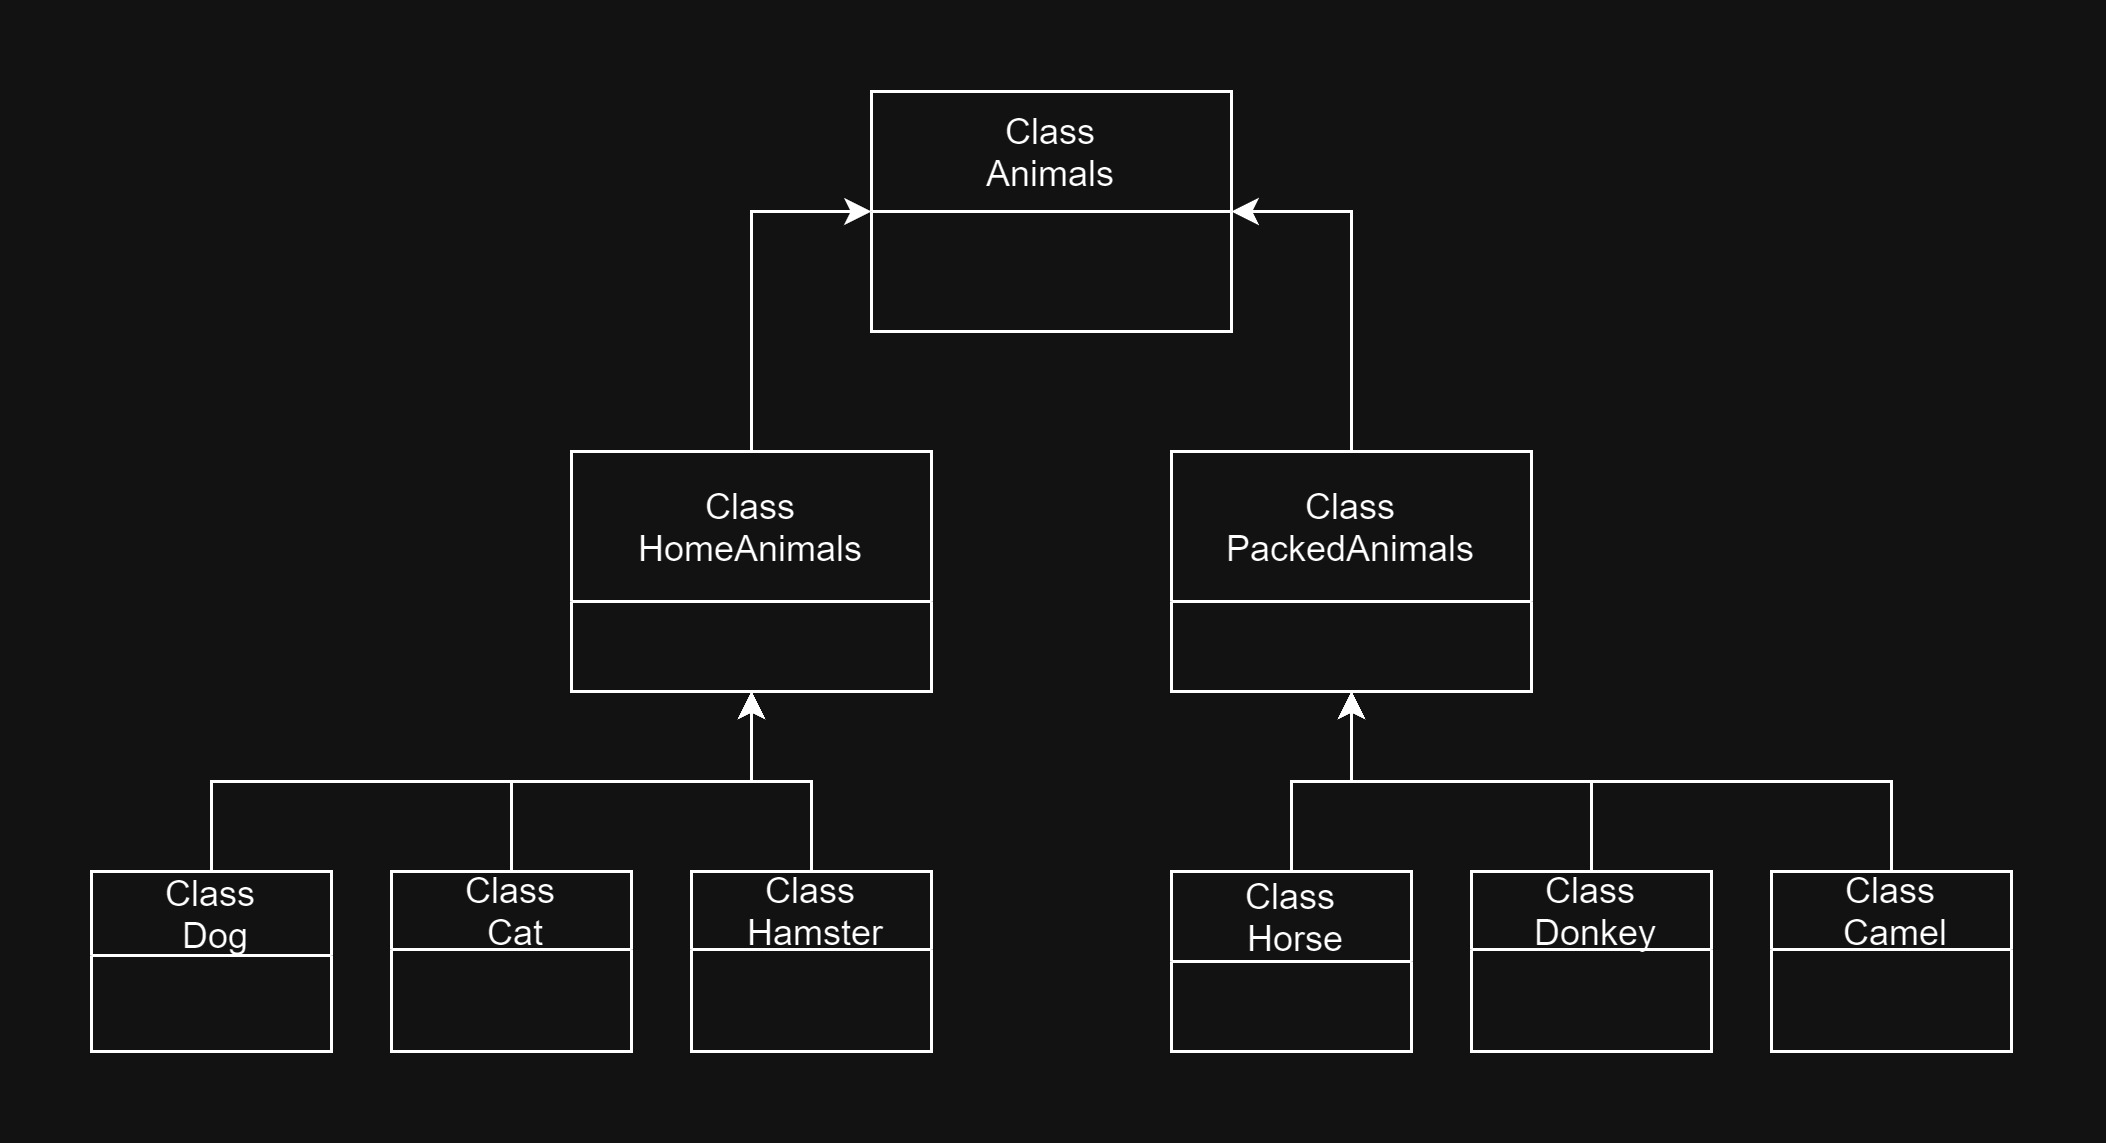 Class
Animals
Class
HomeAnimals
Class
PackedAnimals
Class
Dog
Class
Cat
Class
Hamster
Class
Horse
Class
Donkey
Class
Camel